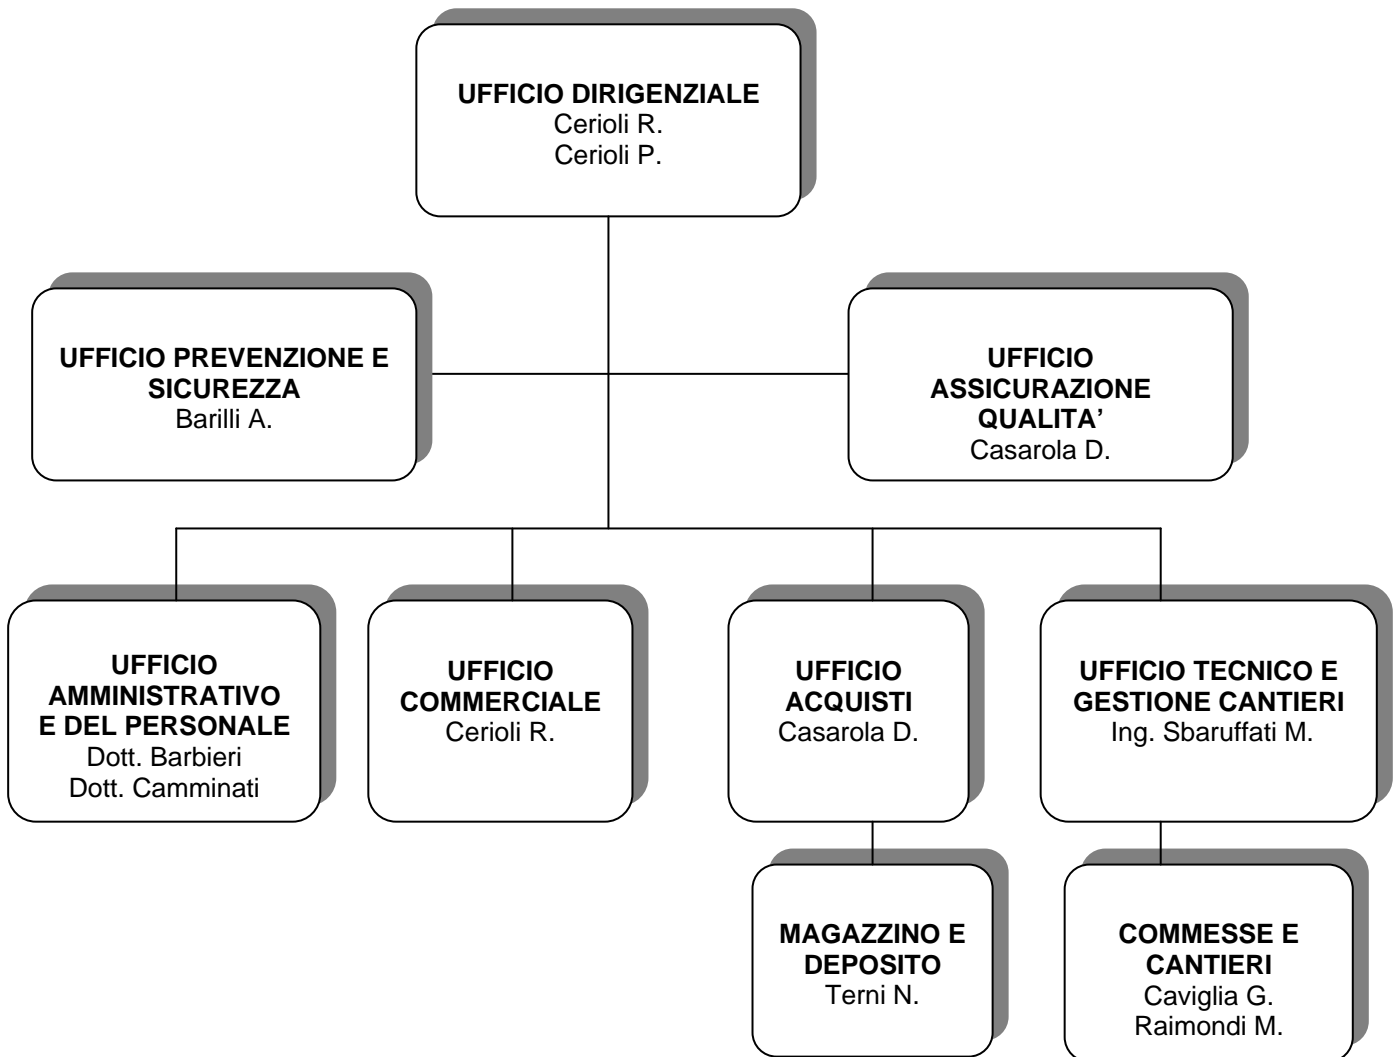 UFFICIO DIRIGENZIALE
Cerioli R.
Cerioli P.
UFFICIO PREVENZIONE E
SICUREZZA
Barilli A.
UFFICIO
ASSICURAZIONE
QUALITA’
Casarola D.
UFFICIO
AMMINISTRATIVO
E DEL PERSONALE
Dott. Barbieri
Dott. Camminati
UFFICIO
COMMERCIALE
Cerioli R.
UFFICIO
ACQUISTI
Casarola D.
UFFICIO TECNICO E
GESTIONE CANTIERI
Ing. Sbaruffati M.
MAGAZZINO E
DEPOSITO
Terni N.
COMMESSE E
CANTIERI
Caviglia G.
Raimondi M.